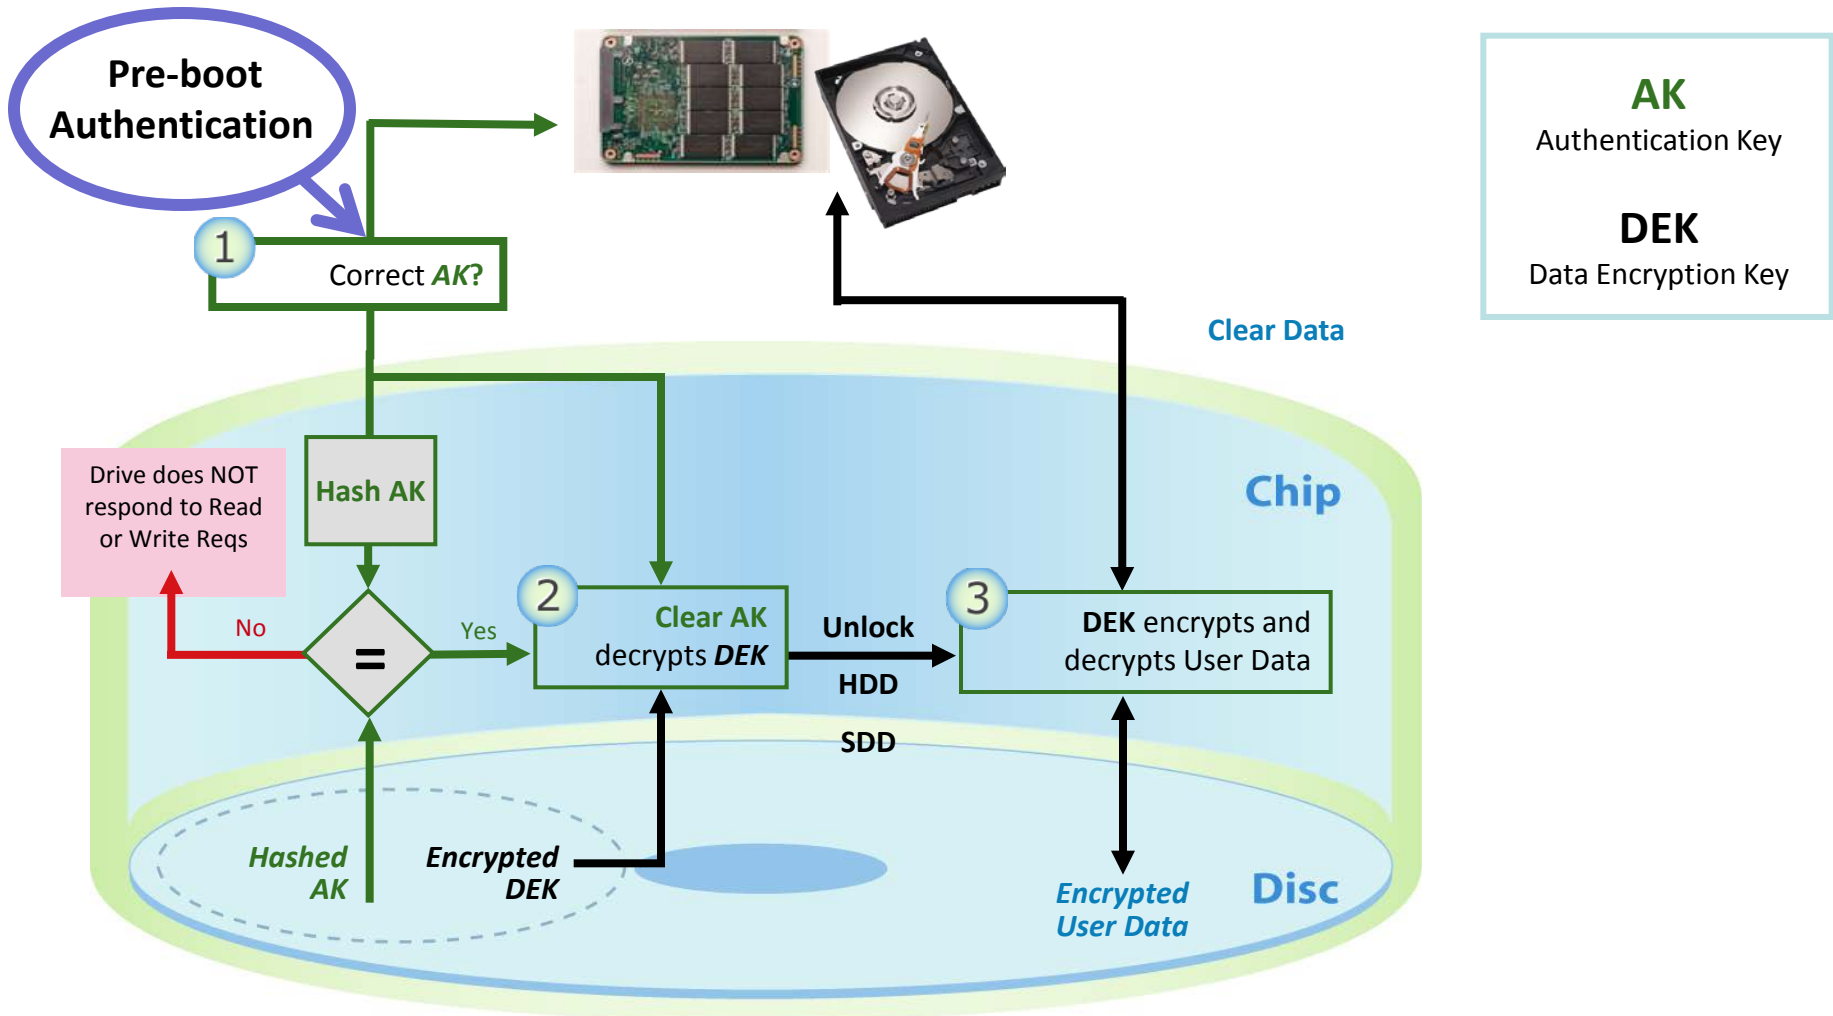 Pre-boot
Authentication
AK
Authentication Key
DEK
Data Encryption Key
1
Correct AK?
Clear Data
Hash AK
Chip
Drive does NOT
respond to Read
or Write Reqs
No
=
Yes
2
Clear AK
decrypts DEK
Unlock
HDD
SDD
3
DEK encrypts and
decrypts User Data
Hashed
AK
Encrypted
DEK
Encrypted
User Data
Disc